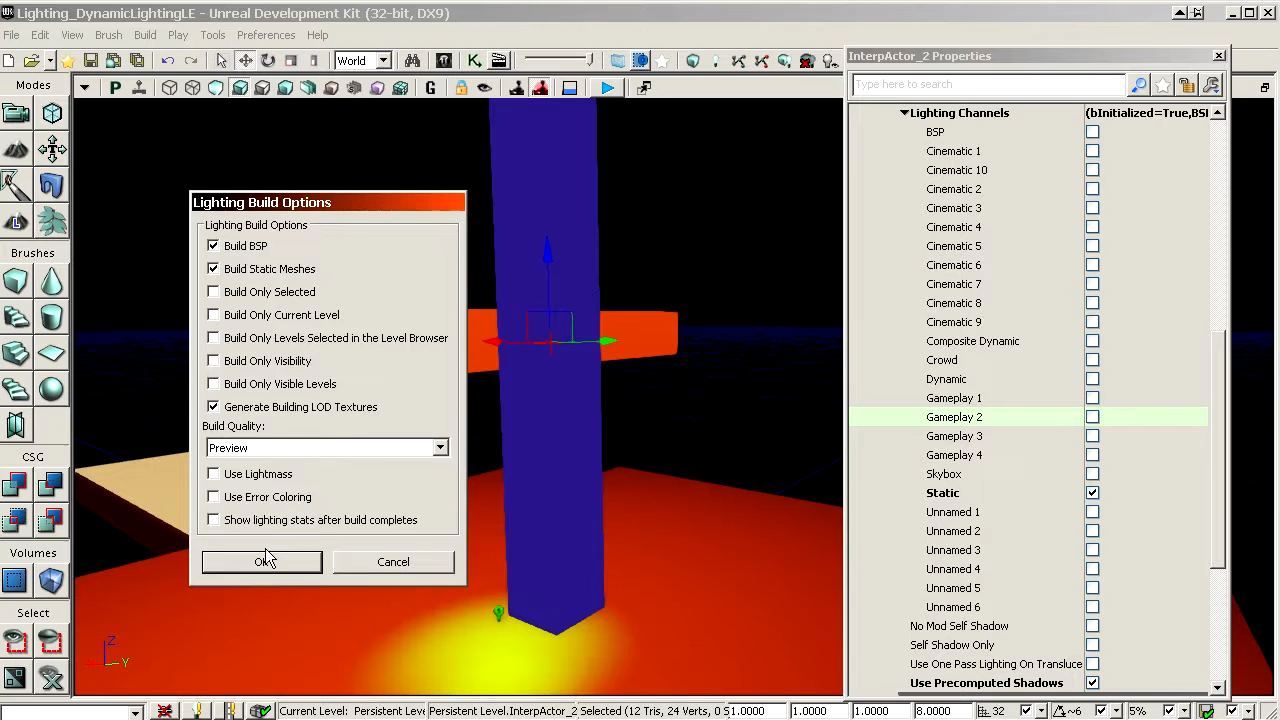 Lighting_DynamicLightingLE - Unreal Development Kit (32-bit, DX9)
File Edit View Brush Build Play Tools Preferences Help
World
Modes
Brushes
CSG
Volumes
Select
Lighting Build Options
Lighting Build Options
Build BSP
Build Static Meshes
Build Only Selected
Build Only Current Level
Build Only Levels Selected in the Level Browser
Build Only Visibility
Build Only Visible Levels
Generate Building LOD Textures
Build Quality:
Preview
Use Lightmass
Use Error Coloring
Show lighting stats after build completes
Cancel
Z
Y
InterpActor_2 Properties
Type here to search
Lighting Channels (bInitialized=True,BSI
BSP
Cinematic 1
Cinematic 10
Cinematic 2
Cinematic 3
Cinematic 4
Cinematic 5
Cinematic 6
Cinematic 7
Cinematic 8
Cinematic 9
Composite Dynamic
Crowd
Dynamic
Gameplay 1
Gameplay 2
Gameplay 3
Gameplay 4
Skybox
Static
Unnamed 1
Unnamed 2
Unnamed 3
Unnamed 4
Unnamed 5
Unnamed 6
No Mod Self Shadow
Self Shadow Only
Use One Pass Lighting On Transluce
Use Precomputed Shadows
Current Level: Persistent Leve Persistent Level.InterpActor_2 Selected (12 Tris, 24 Verts, 0 S 1.0000 1.0000 1.0000 8.0000 32 6 5%